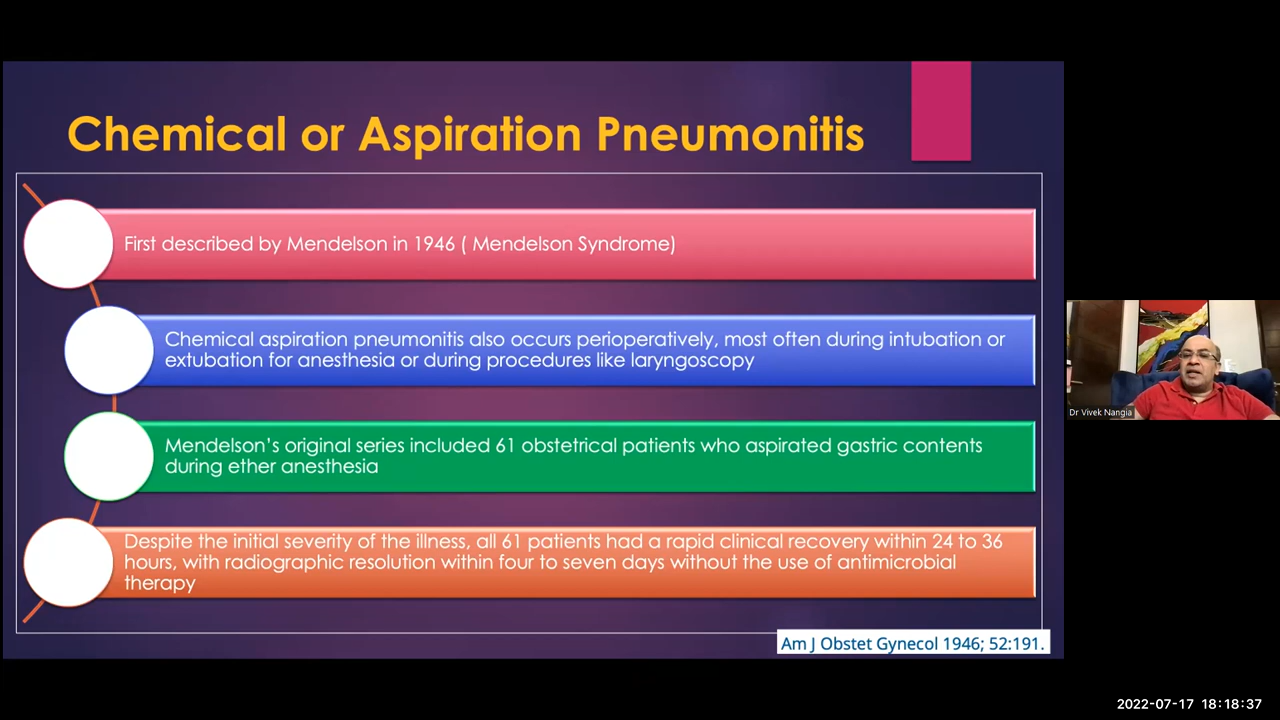 Chemical or Aspiration Pneumonitis
First described by Mendelson in 1946 ( Mendelson Syndrome)
Chemical aspiration pneumonitis also occurs perioperatively, most often during intubation or
extubation for anesthesia or during procedures like laryngoscopy
Mendelson’s original series included 61 obstetrical patients who aspirated gastric contents
during ether anesthesia
Despite the initial severity of the illness, all 61 patients had a rapid clinical recovery within 24 to 36
hours, with radiographic resolution within four to seven days without the use of antimicrobial
therapy
Am J Obstet Gynecol 1946; 52:191.
Dr Vivek Nangia
2022-07-17 18:18:37